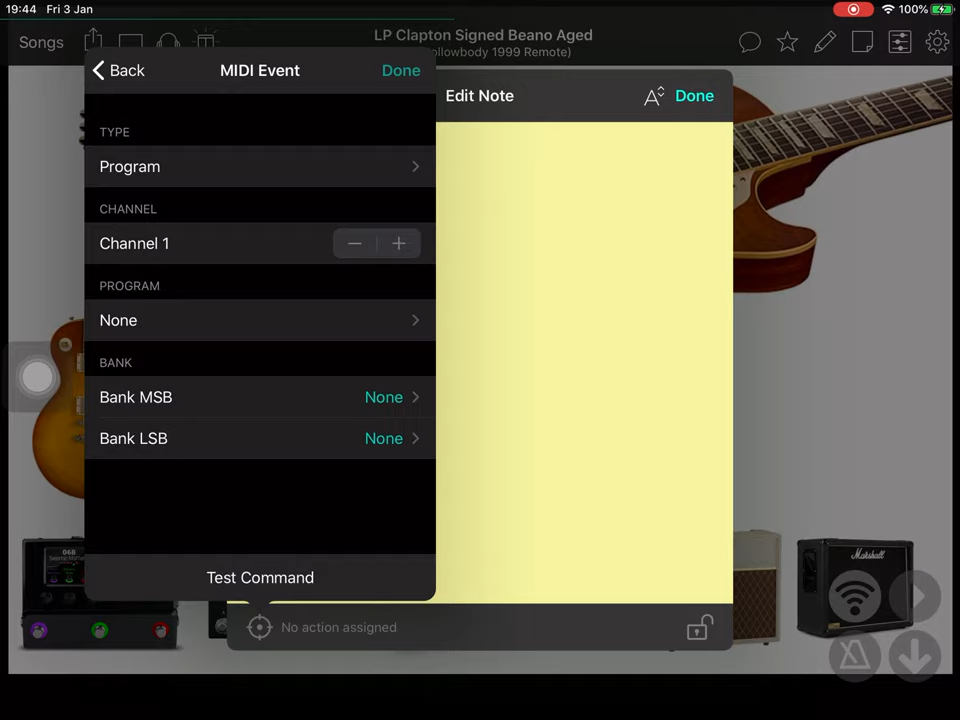 19:44 Fri 3 Jan
100%
Songs
LP Clapton Signed Beano Aged
ollowbody 1999 Remote)
Back
MIDI Event
Done
Edit Note
Done
TYPE
Program
CHANNEL
Channel 1
PROGRAM
None
BANK
Bank MSB
None
Bank LSB
None
Test Command
No action assigned
068
Marshall